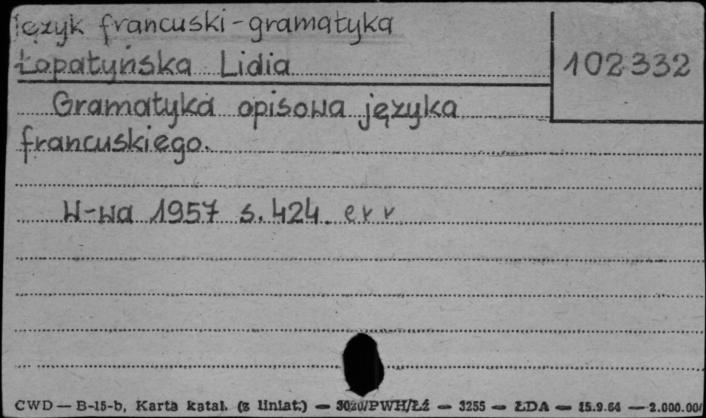 Język francuski - gramatyka
Łopatyńska Lidia
102332
Gramatyka opisowa języka
francuskiego.
W-wa 1957 s. 424 err
CWD — B-15-b, Karta katal. (z liniat.) — 3020/PWH/Łź — 3255 — ŁDA — 15.9.64 — 2.000.00